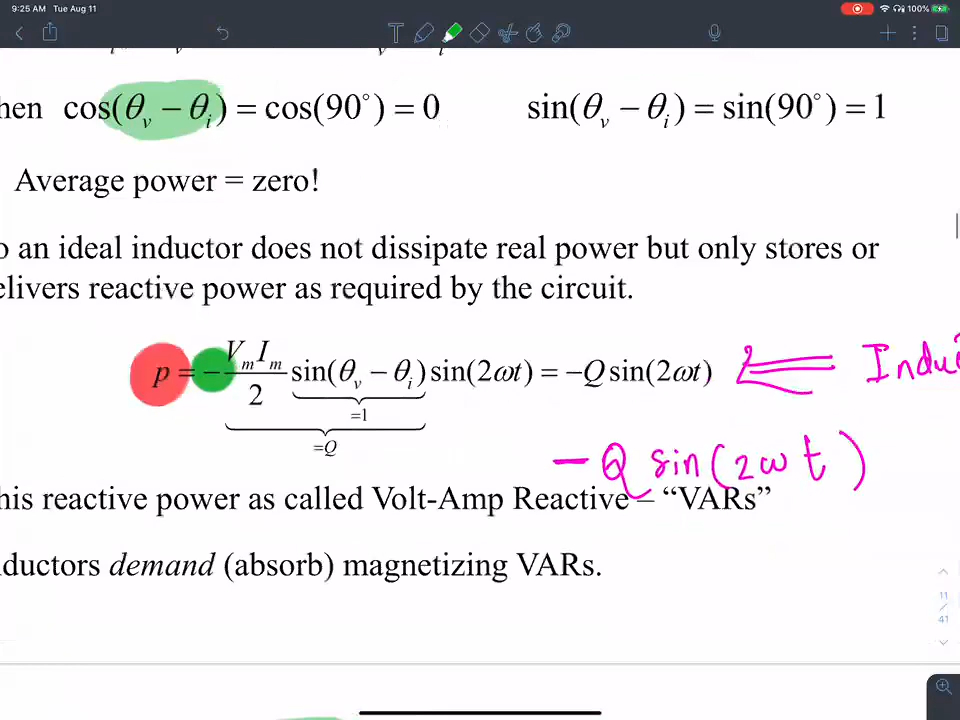 9:25 AM Tue Aug 11
100%
hen cos(θv − θi) = cos(90°) = 0 sin(θv − θi) = sin(90°) = 1
Average power = zero!
o an ideal inductor does not dissipate real power but only stores or
elivers reactive power as required by the circuit.
p = − VmIm/2 sin(θv − θi) sin(2ωt) = −Q sin(2ωt) Indu
=1
=Q
− Q sin(2ω t)
his reactive power as called Volt-Amp Reactive – “VARs”
ductors demand (absorb) magnetizing VARs.
11
/
41